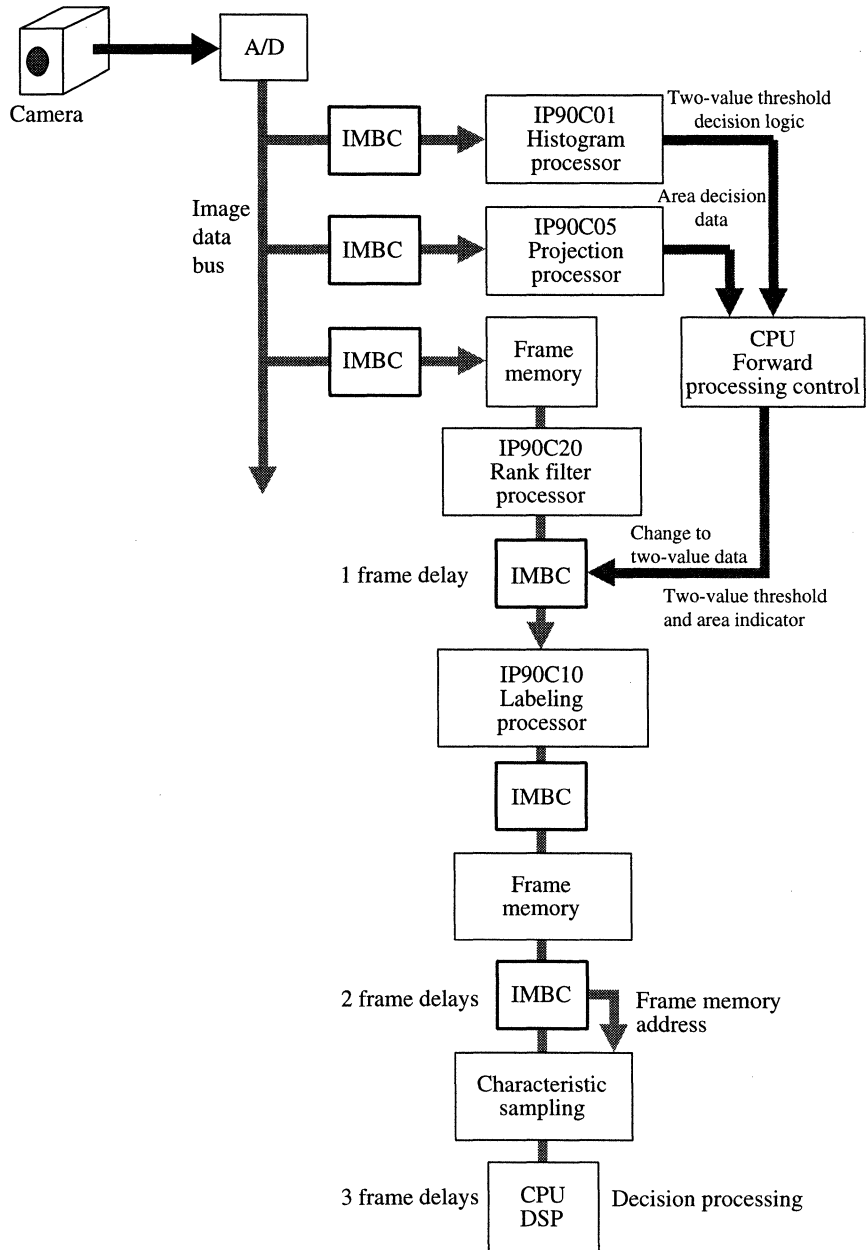 A/D
Camera
IMBC
IP90C01
Histogram
processor
Two-value threshold
decision logic
Image
data
bus
IMBC
IP90C05
Projection
processor
Area decision
data
IMBC
Frame
memory
CPU
Forward
processing control
IP90C20
Rank filter
processor
1 frame delay
IMBC
Change to
two-value data
Two-value threshold
and area indicator
IP90C10
Labeling
processor
IMBC
Frame
memory
2 frame delays
IMBC
Frame memory
address
Characteristic
sampling
3 frame delays
CPU
DSP
Decision processing